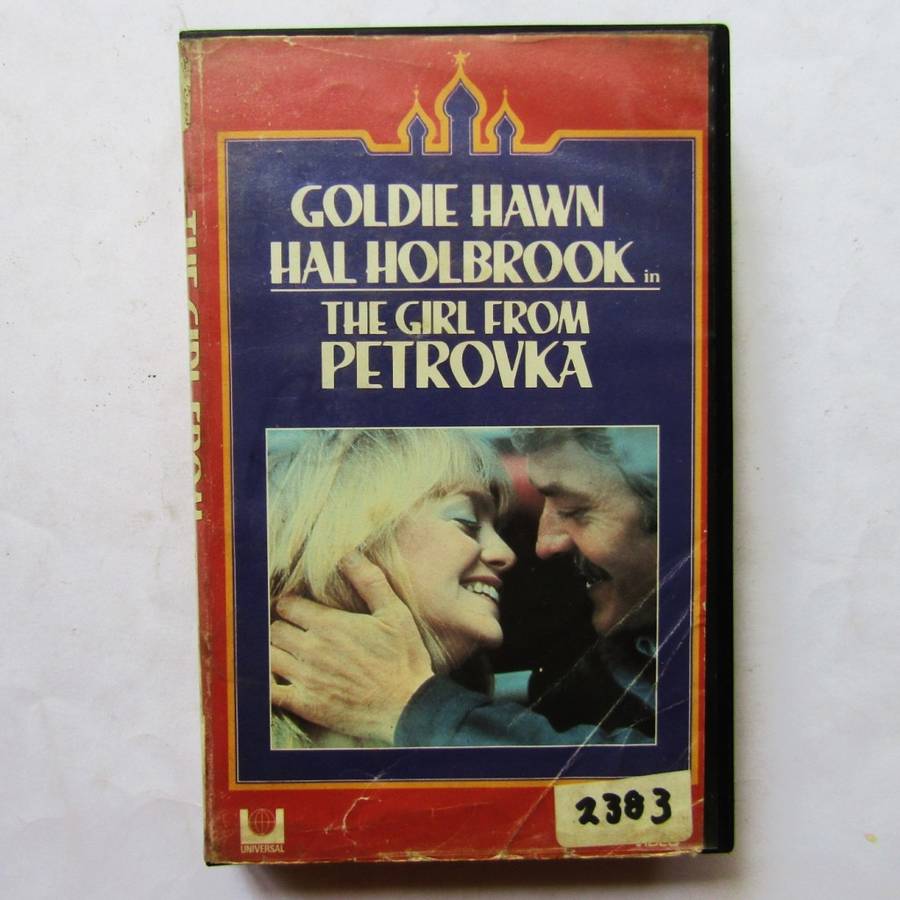 GOLDIE HAWN
HAL HOLBROOK in
THE GIRL FROM
PETROVKA
THE GIRL FROM
2383
UNIVERSAL